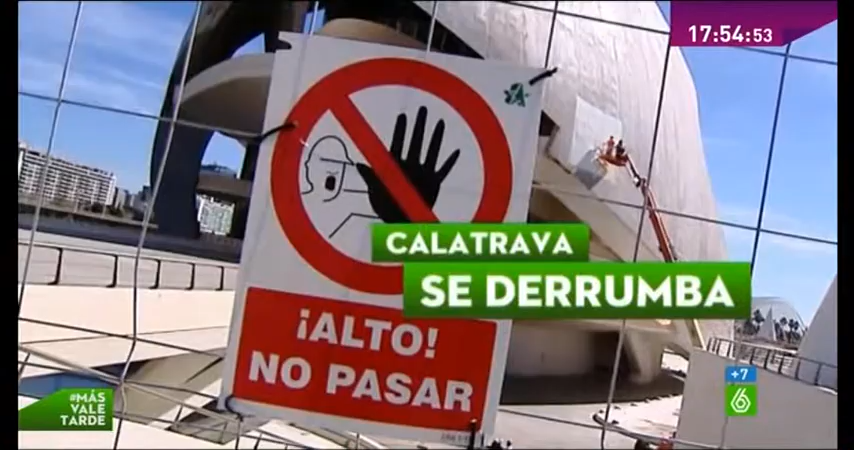 17:54:53
CALATRAVA
SE DERRUMBA
¡ALTO!
NO PASAR
#MÁS
VALE
TARDE
+7
6